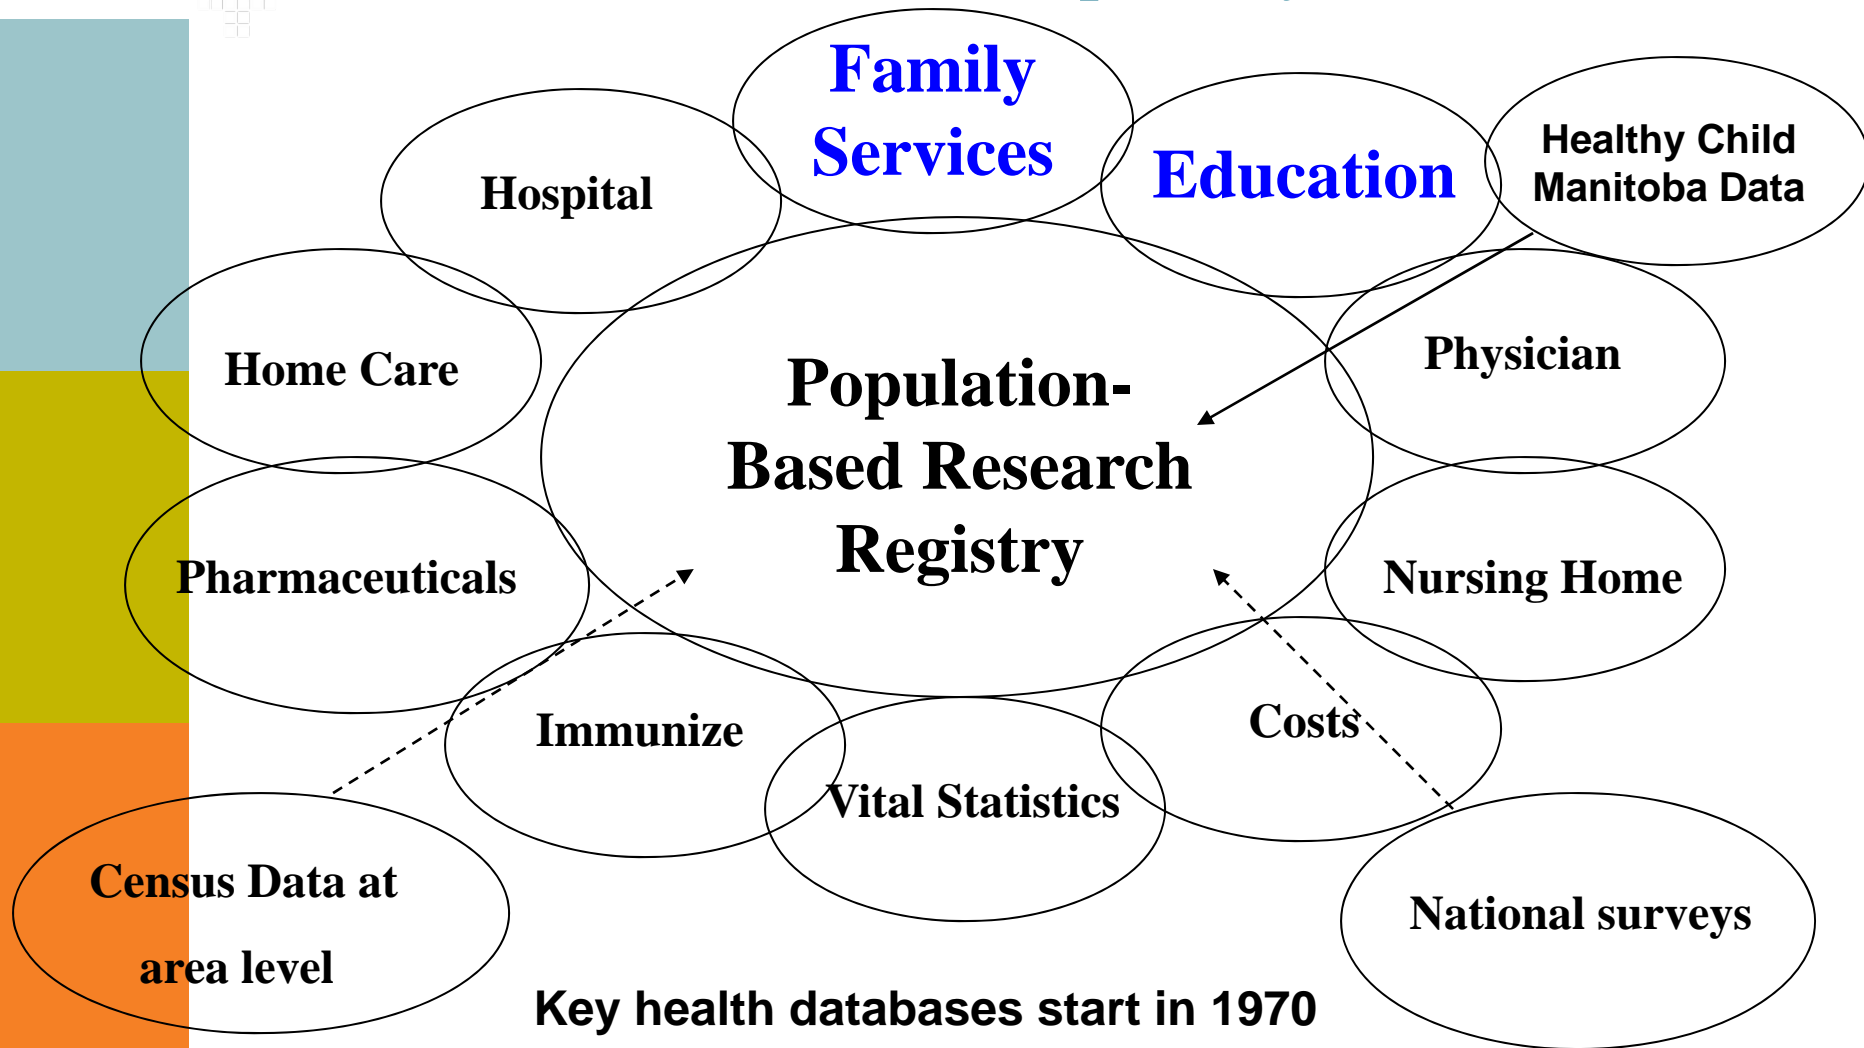 Family
Services
Hospital
Education
Healthy Child
Manitoba Data
Home Care
Physician
Population-
Based Research
Registry
Pharmaceuticals
Nursing Home
Immunize
Costs
Vital Statistics
Census Data at
area level
National surveys
Key health databases start in 1970